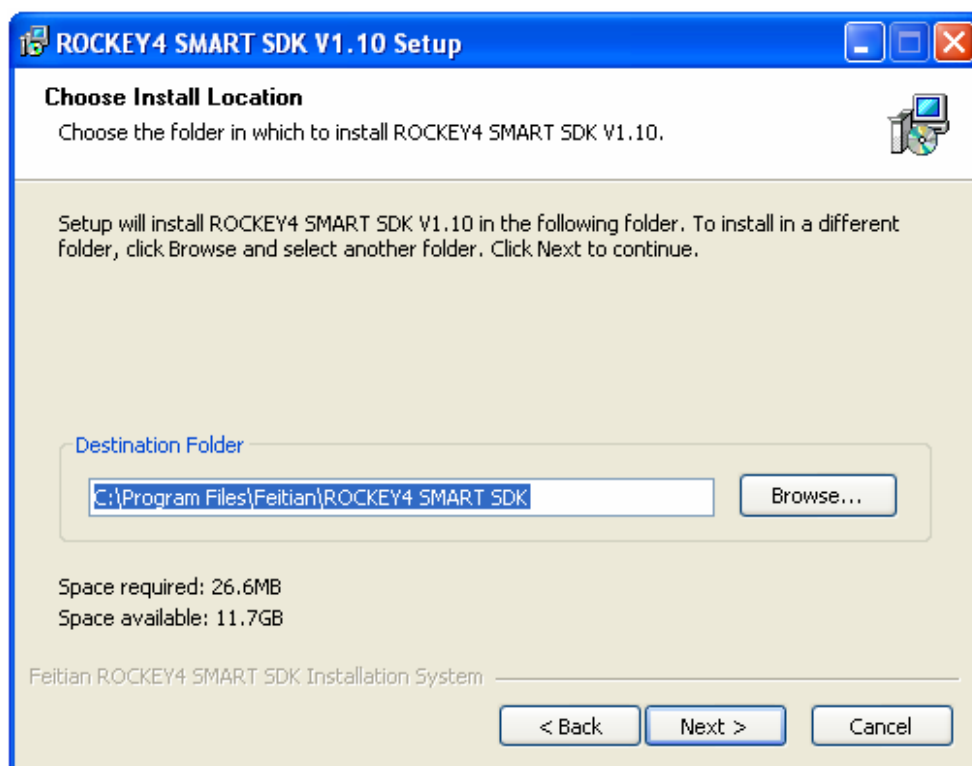 ROCKEY4 SMART SDK V1.10 Setup
Choose Install Location
Choose the folder in which to install ROCKEY4 SMART SDK V1.10.
Setup will install ROCKEY4 SMART SDK V1.10 in the following folder. To install in a different
folder, click Browse and select another folder. Click Next to continue.
Destination Folder
C:\Program Files\Feitian\ROCKEY4 SMART SDK
Browse...
Space required: 26.6MB
Space available: 11.7GB
Feitian ROCKEY4 SMART SDK Installation System
< Back
Next >
Cancel